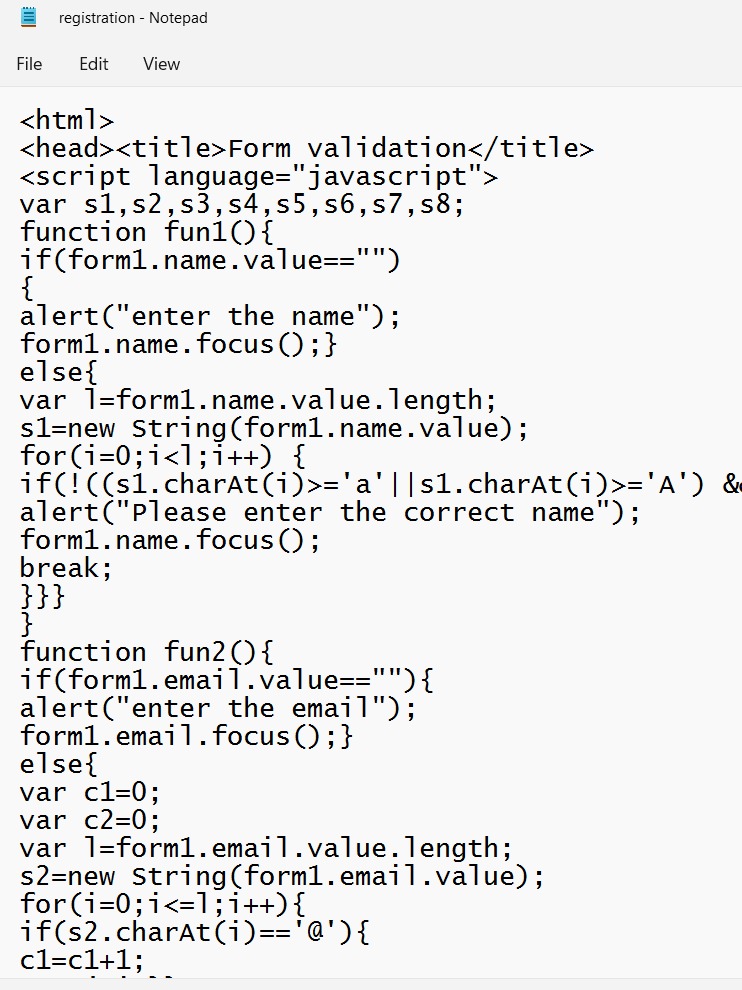 registration - Notepad
File Edit View
<html>
<head><title>Form validation</title>
<script language="javascript">
var s1,s2,s3,s4,s5,s6,s7,s8;
function fun1(){
if(form1.name.value=="")
{
alert("enter the name");
form1.name.focus();}
else{
var l=form1.name.value.length;
s1=new String(form1.name.value);
for(i=0;i<l;i++) {
if(!((s1.charAt(i)>='a'||s1.charAt(i)>='A') &
alert("Please enter the correct name");
form1.name.focus();
break;
}}}
}
function fun2(){
if(form1.email.value==""){
alert("enter the email");
form1.email.focus();}
else{
var c1=0;
var c2=0;
var l=form1.email.value.length;
s2=new String(form1.email.value);
for(i=0;i<=l;i++){
if(s2.charAt(i)=='@'){
c1=c1+1;